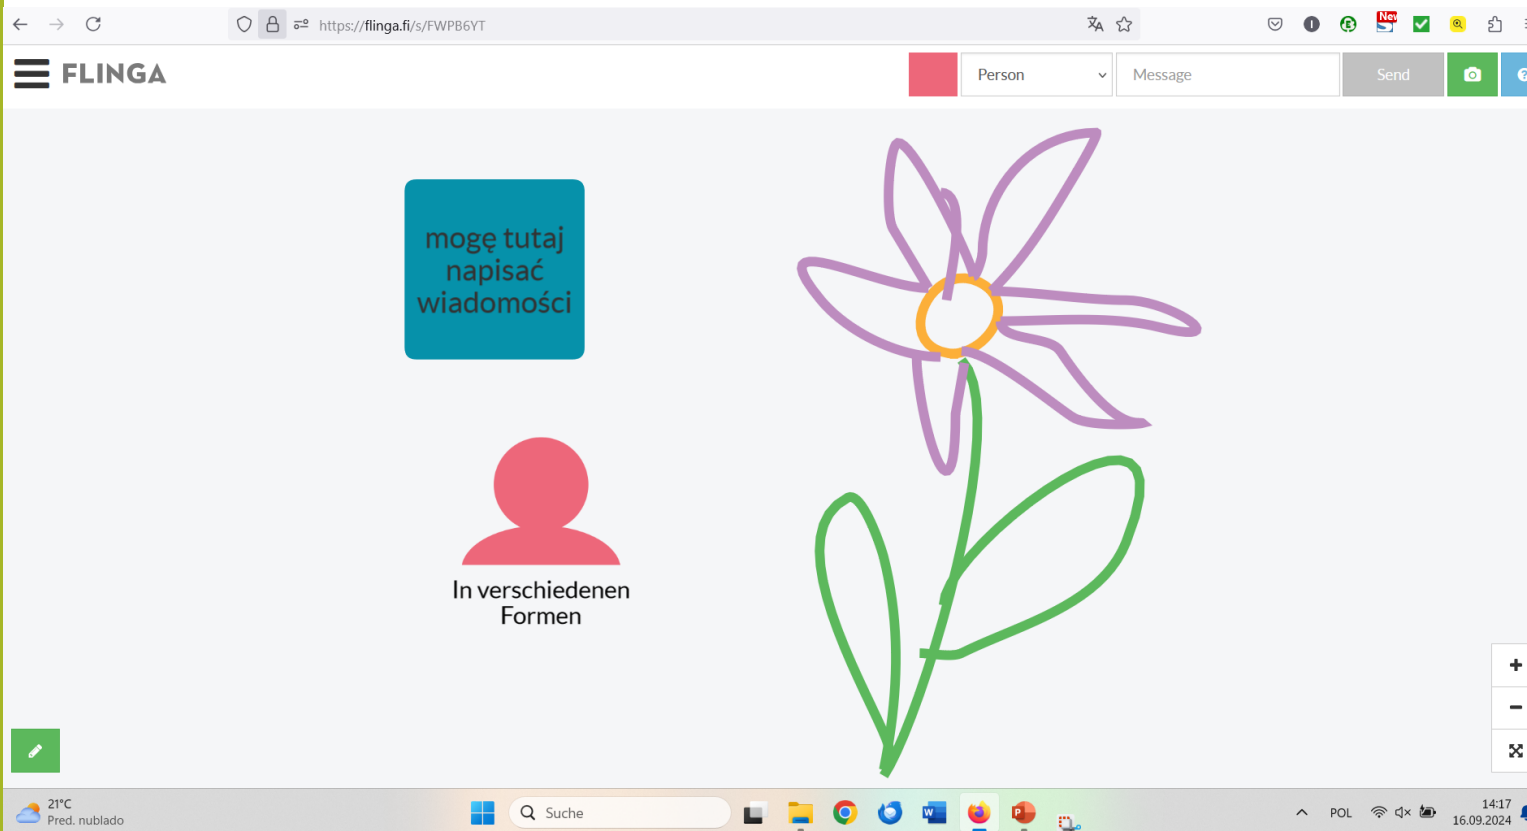 https://flinga.fi/s/FWPB6YT
New
FLINGA
Person
Message
Send
mogę tutaj
napisać
wiadomości
In verschiedenen
Formen
21°C
Pred. nublado
Suche
POL
14:17
16.09.2024